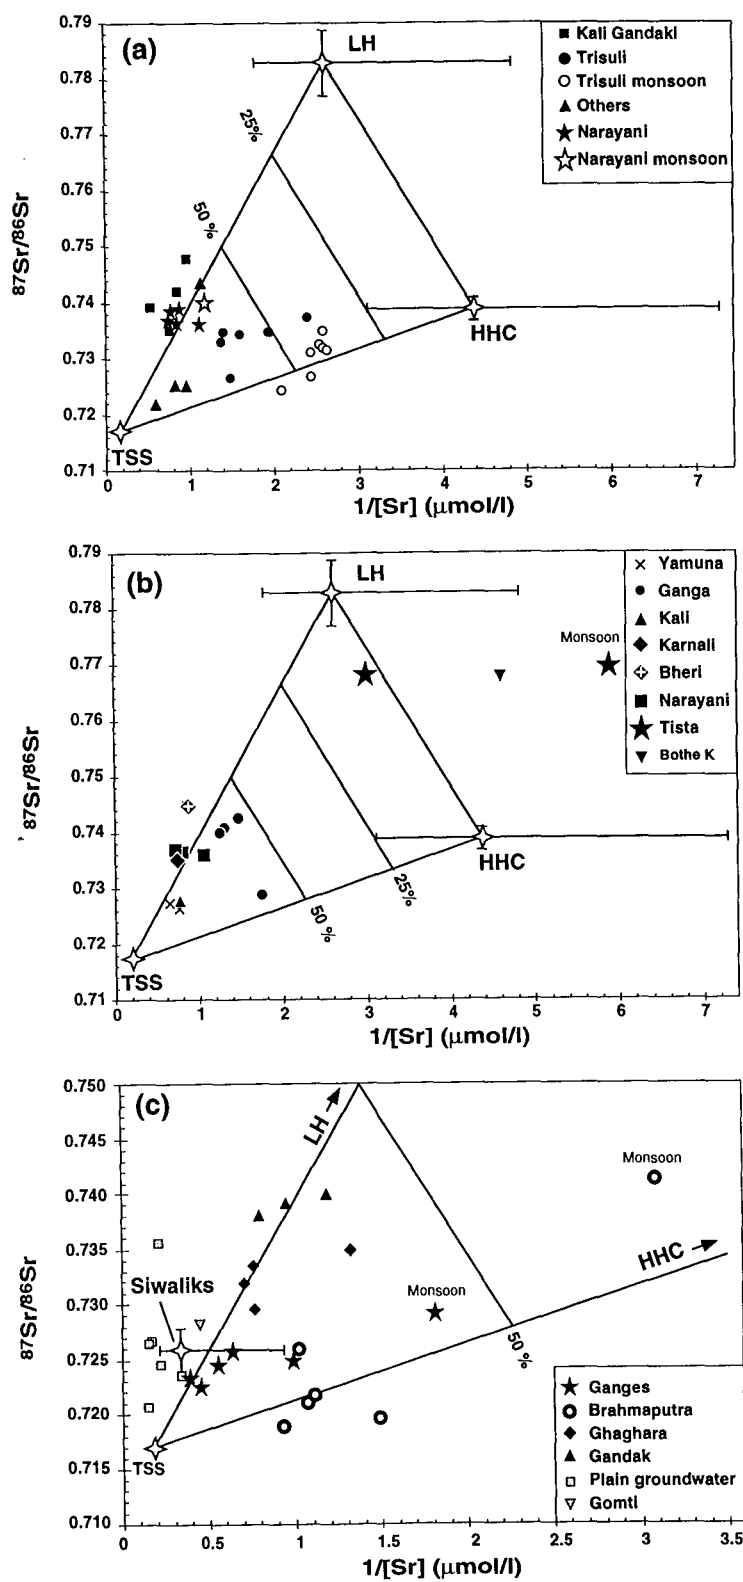 0.79
0.78
0.77
0.76
0.75
0.74
0.73
0.72
0.71
87Sr/86Sr
(a)
LH
25%
50 %
HHC
TSS
Kali Gandaki
Trisuli
Trisuli monsoon
Others
Narayani
Narayani monsoon
0 1 2 3 4 5 6 7
1/[Sr] (μmol/l)
0.79
0.78
0.77
0.76
0.75
0.74
0.73
0.72
0.71
87Sr/86Sr
(b)
LH
Monsoon
HHC
25%
50 %
TSS
Yamuna
Ganga
Kali
Karnali
Bheri
Narayani
Tista
Bothe K
0 1 2 3 4 5 6 7
1/[Sr] (μmol/l)
0.750
0.745
0.740
0.735
0.730
0.725
0.720
0.715
0.710
87Sr/86Sr
(c)
LH
Monsoon
HHC
Siwaliks
Monsoon
50 %
TSS
Ganges
Brahmaputra
Ghaghara
Gandak
Plain groundwater
Gomti
0 0.5 1 1.5 2 2.5 3 3.5
1/[Sr] (μmol/l)